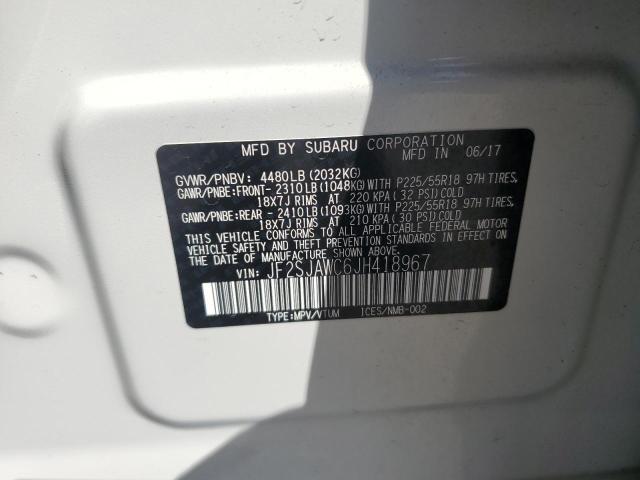 MFD BY SUBARU CORPORATION
MFD IN 06/17
GVWR/PNBV: 4480LB(2032KG)
GAWR/PNBE:FRONT- 2310LB(1048KG)WITH P225/55R18 97H TIRES,
18X7J RIMS AT 220 KPA( 32 PSI) COLD
GAWR/PNBE:REAR - 2410LB(1093KG)WITH P225/55R18 97H TIRES,
18X7J RIMS AT 210 KPA( 30 PSI) COLD
THIS VEHICLE CONFORMS TO ALL APPLICABLE FEDERAL MOTOR
VEHICLE SAFETY AND BUMPER STANDARDS IN EFFECT ON
THE DATE OF MANUFACTURE SHOWN ABOVE.
VIN: JF2SJAWC6JH418967
TYPE:MPV/VTUM ICES/NMB-002